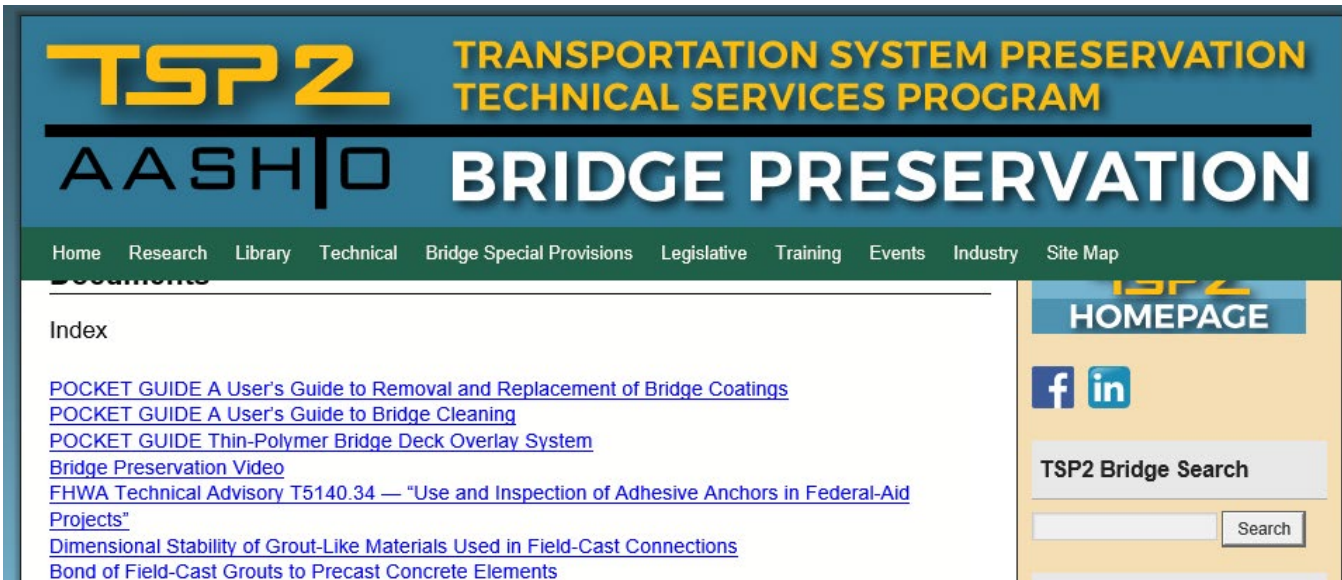 TSP2
TRANSPORTATION SYSTEM PRESERVATION
TECHNICAL SERVICES PROGRAM
AASHTO
BRIDGE PRESERVATION
Home Research Library Technical Bridge Special Provisions Legislative Training Events Industry Site Map
Documents
Index
POCKET GUIDE A User's Guide to Removal and Replacement of Bridge Coatings
POCKET GUIDE A User's Guide to Bridge Cleaning
POCKET GUIDE Thin-Polymer Bridge Deck Overlay System
Bridge Preservation Video
FHWA Technical Advisory T5140.34 — “Use and Inspection of Adhesive Anchors in Federal-Aid
Projects”
Dimensional Stability of Grout-Like Materials Used in Field-Cast Connections
Bond of Field-Cast Grouts to Precast Concrete Elements
TSP2
HOMEPAGE
f in
TSP2 Bridge Search
Search